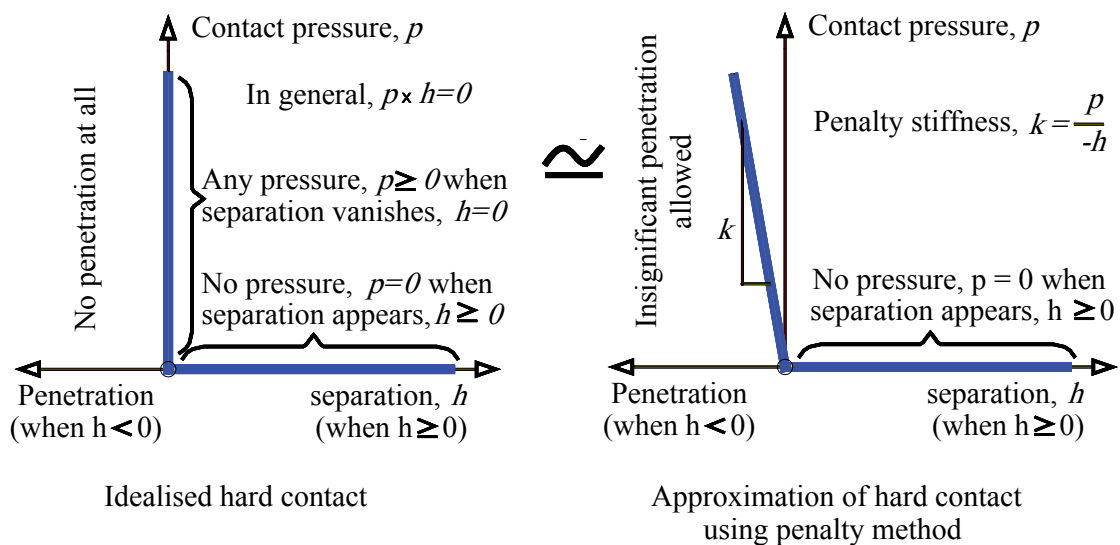 Contact pressure, p
No penetration at all
In general, p x h=0
Any pressure, p ≥ 0 when
separation vanishes, h=0
No pressure, p=0 when
separation appears, h ≥ 0
Penetration
(when h < 0)
separation, h
(when h ≥ 0)
Idealised hard contact
≃
Contact pressure, p
Insignificant penetration
allowed
Penalty stiffness, k = p
-h
k
No pressure, p = 0 when
separation appears, h ≥ 0
Penetration
(when h < 0)
separation, h
(when h ≥ 0)
Approximation of hard contact
using penalty method